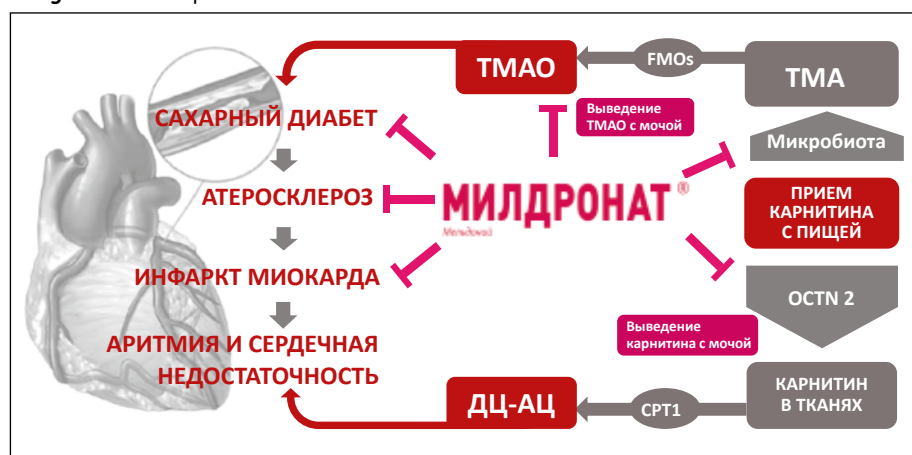 ТМАО
FMOs
ТМА
Выведение
ТМАО с мочой
Микробиота
САХАРНЫЙ ДИАБЕТ
АТЕРОСКЛЕРОЗ
МИЛДРОНАТ®
Мельдоний
ПРИЕМ
КАРНИТИНА
С ПИЩЕЙ
ИНФАРКТ МИОКАРДА
OCTN 2
Выведение
карнитина с мочой
АРИТМИЯ И СЕРДЕЧНАЯ
НЕДОСТАТОЧНОСТЬ
ДЦ-АЦ
CPT1
КАРНИТИН
В ТКАНЯХ